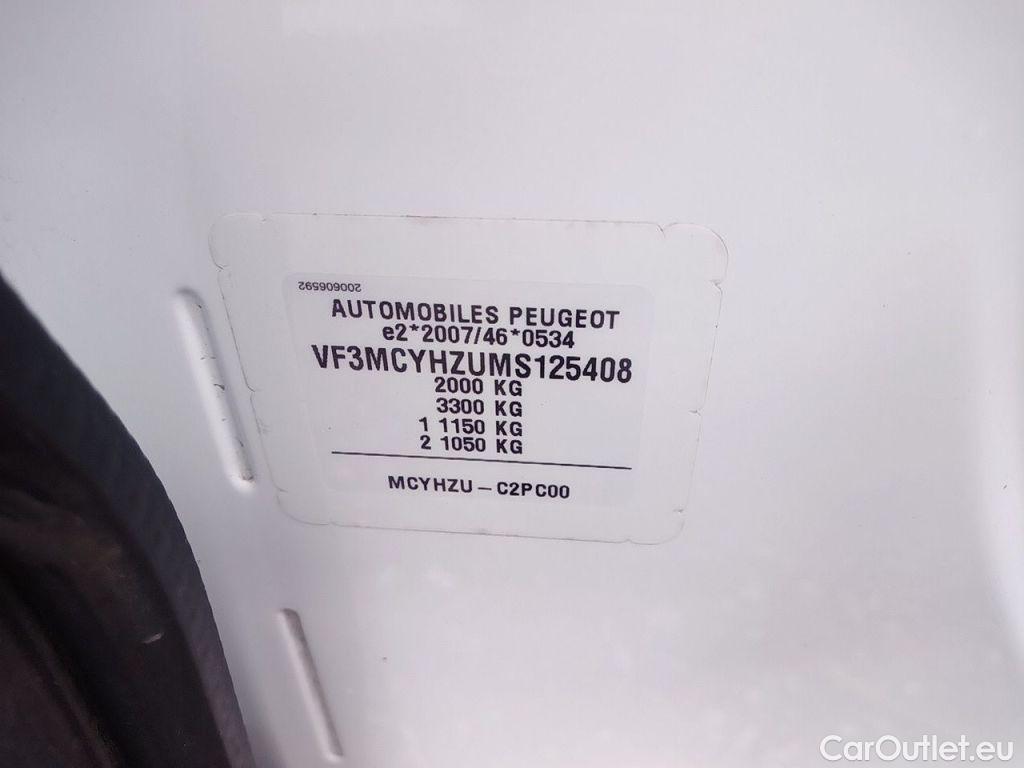 200606592
AUTOMOBILES PEUGEOT
e2*2007/46*0534
VF3MCYHZUMS125408
2000 KG
3300 KG
1 1150 KG
2 1050 KG
MCYHZU – C2PC00
CarOutlet.eu